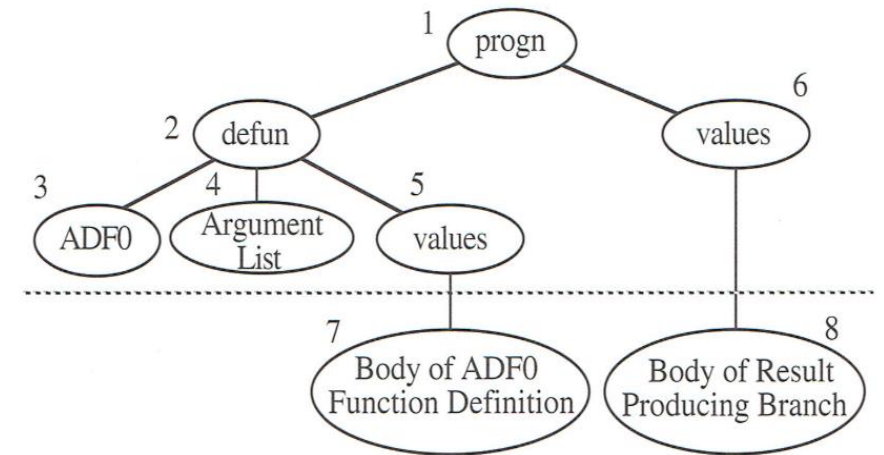 1
progn
6
2
defun
values
3
4
5
ADF0
Argument
List
values
7
8
Body of ADF0
Function Definition
Body of Result
Producing Branch